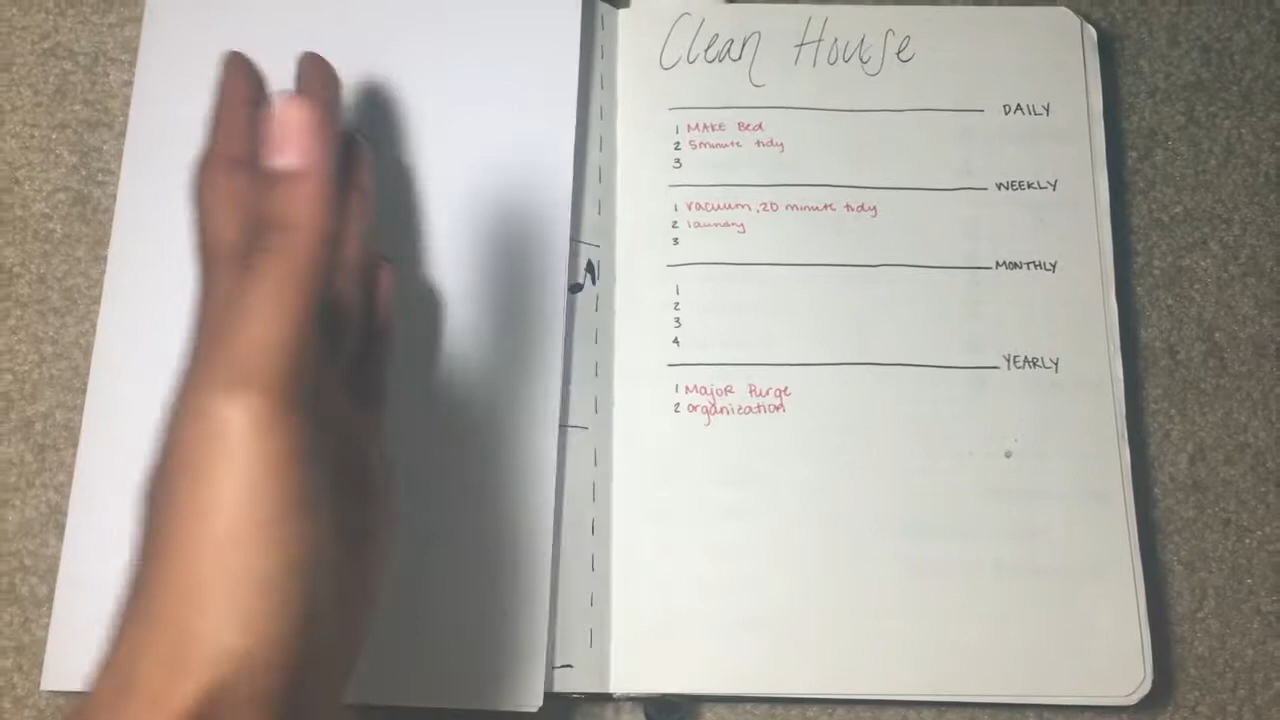 Clean House
DAILY
1 MAKE Bed
2 5minute tidy
3
WEEKLY
1 vacuum, 20 minute tidy
2 laundry
3
MONTHLY
1
2
3
4
YEARLY
1 Major Purge
2 organization